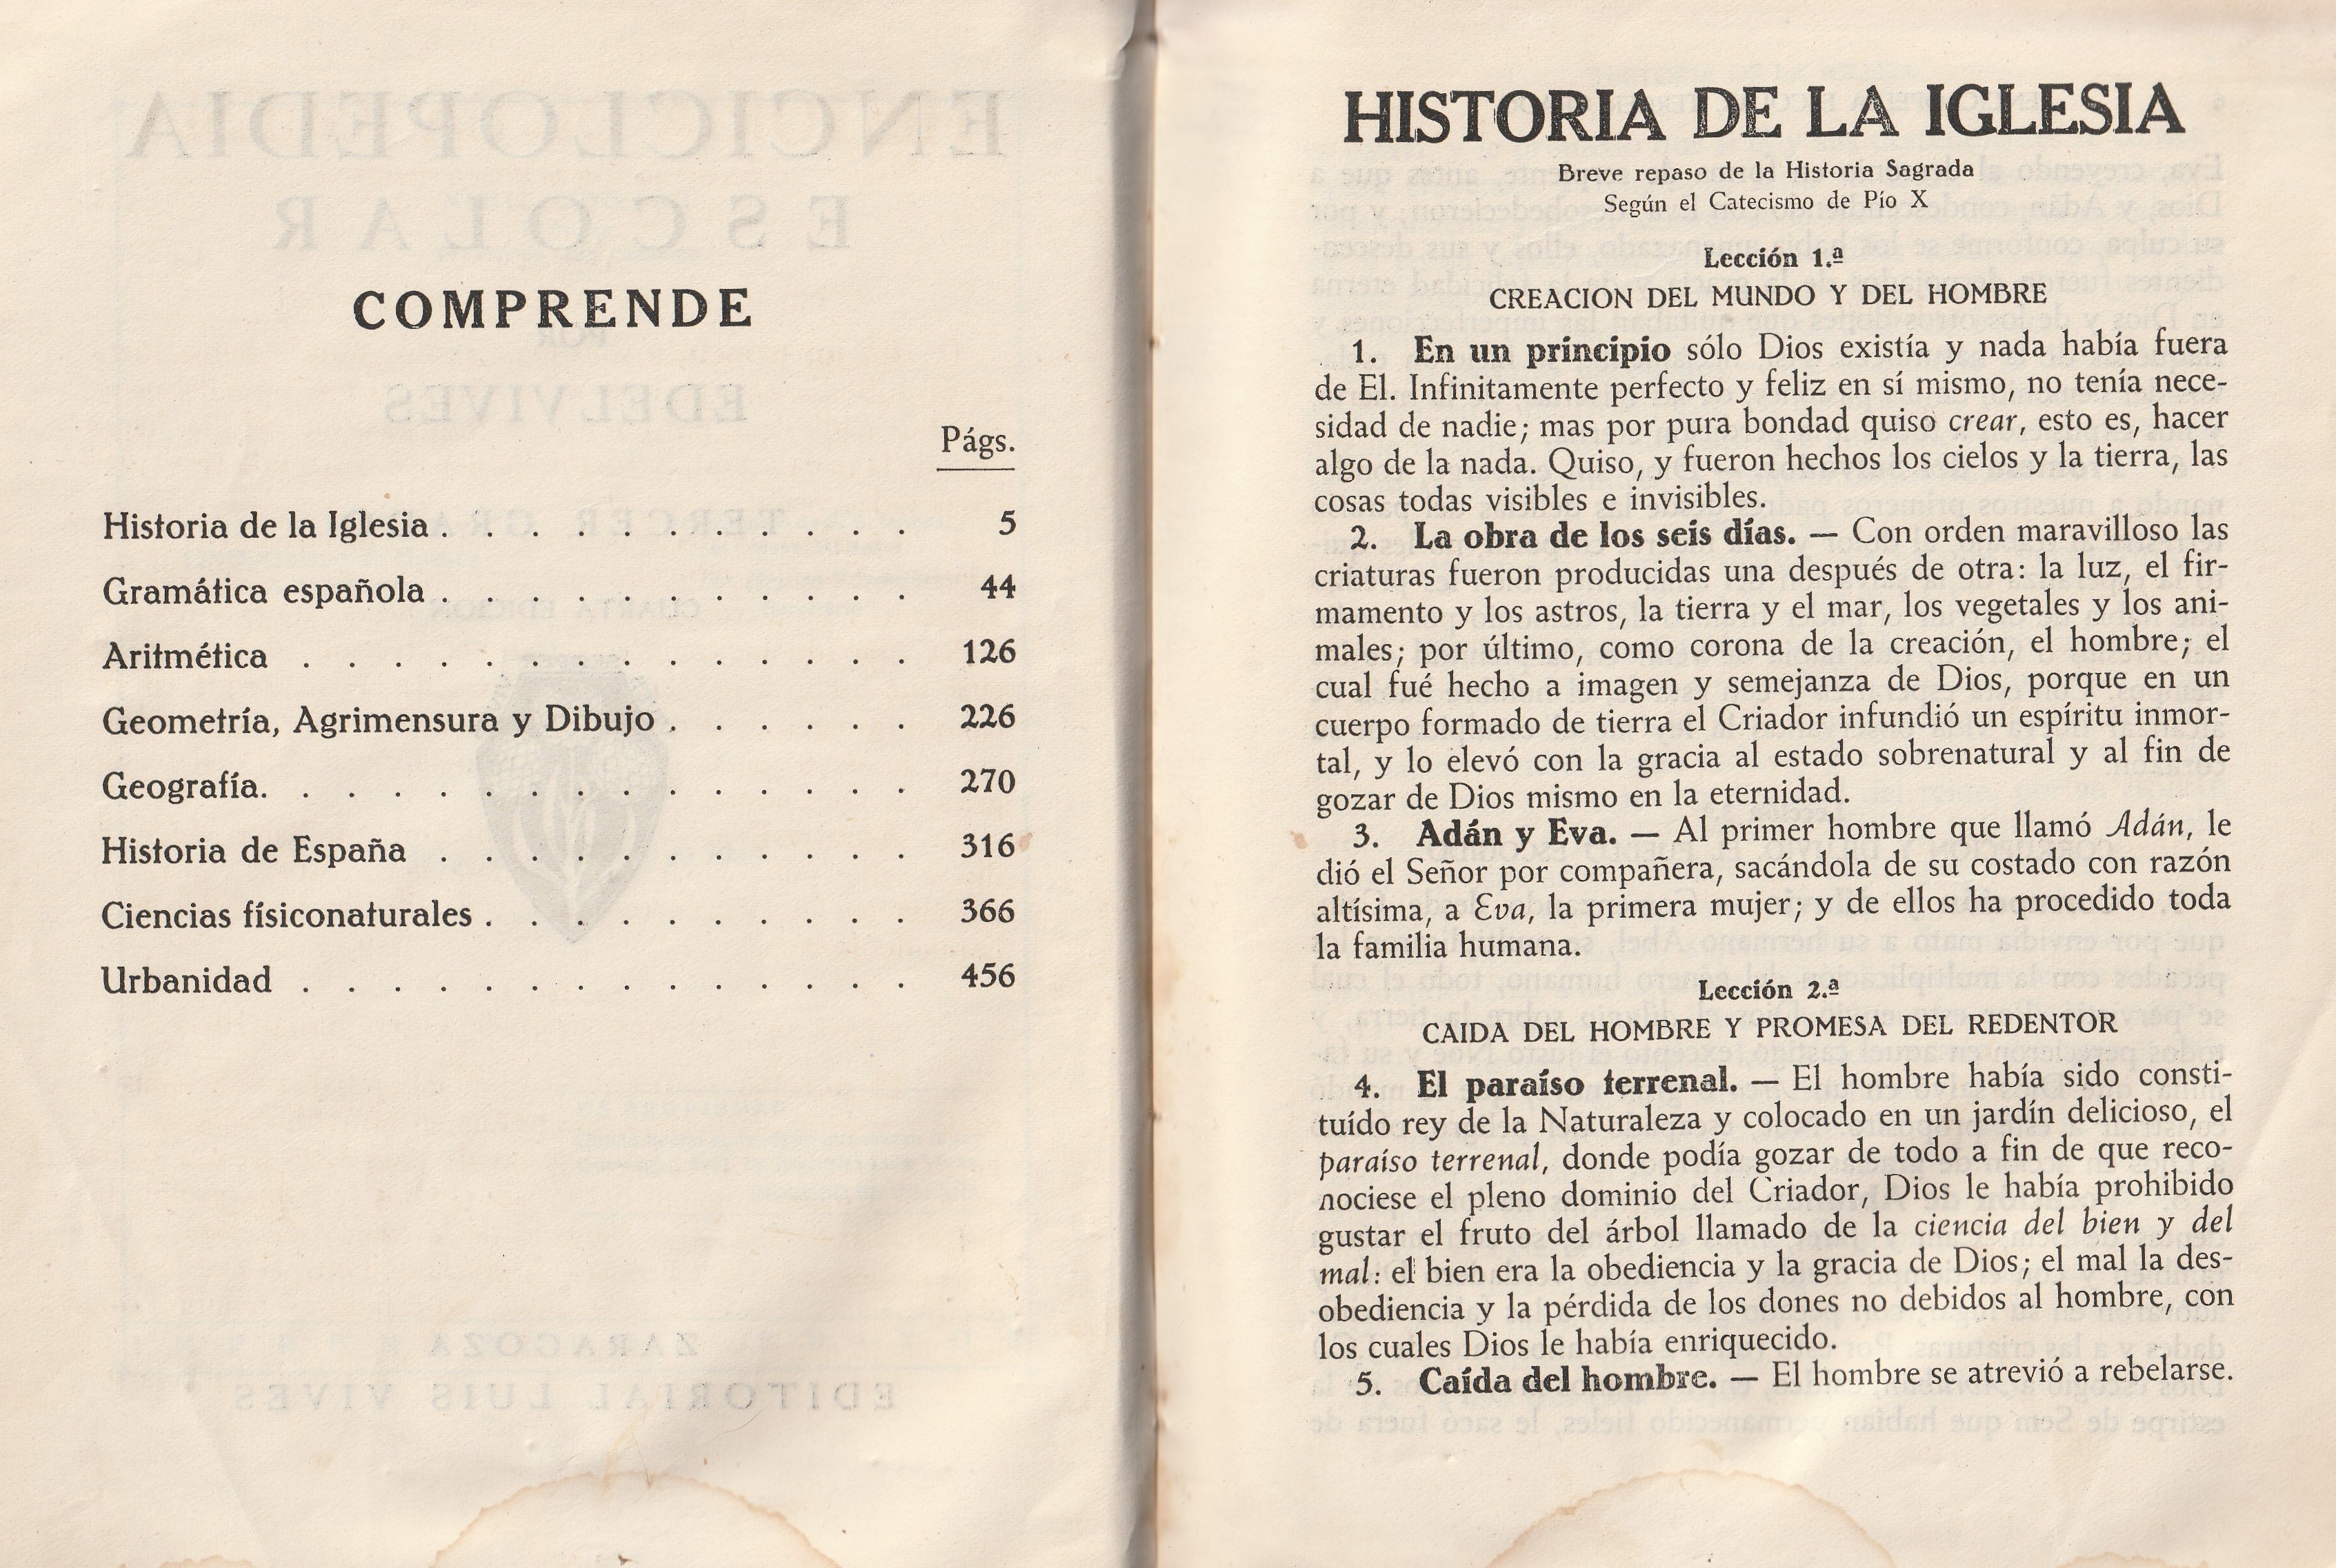 COMPRENDE
Págs.
Historia de la Iglesia . . . . . . . . . . . 5
Gramática española . . . . . . . . . . . 44
Aritmética . . . . . . . . . . . . . . 126
Geometría, Agrimensura y Dibujo . . . . . . 226
Geografía. . . . . . . . . . . . . . . 270
Historia de España . . . . . . . . . . . 316
Ciencias físiconaturales . . . . . . . . . . 366
Urbanidad . . . . . . . . . . . . . . 456
HISTORIA DE LA IGLESIA
Breve repaso de la Historia Sagrada
Según el Catecismo de Pío X
Lección 1.ª
CREACION DEL MUNDO Y DEL HOMBRE
1. En un principio sólo Dios existía y nada había fuera
de El. Infinitamente perfecto y feliz en sí mismo, no tenía nece-
sidad de nadie; mas por pura bondad quiso crear, esto es, hacer
algo de la nada. Quiso, y fueron hechos los cielos y la tierra, las
cosas todas visibles e invisibles.
2. La obra de los seis días. — Con orden maravilloso las
criaturas fueron producidas una después de otra: la luz, el fir-
mamento y los astros, la tierra y el mar, los vegetales y los ani-
males; por último, como corona de la creación, el hombre; el
cual fué hecho a imagen y semejanza de Dios, porque en un
cuerpo formado de tierra el Criador infundió un espíritu inmor-
tal, y lo elevó con la gracia al estado sobrenatural y al fin de
gozar de Dios mismo en la eternidad.
3. Adán y Eva. — Al primer hombre que llamó Adán, le
dió el Señor por compañera, sacándola de su costado con razón
altísima, a Eva, la primera mujer; y de ellos ha procedido toda
la familia humana.
Lección 2.ª
CAIDA DEL HOMBRE Y PROMESA DEL REDENTOR
4. El paraíso terrenal. — El hombre había sido consti-
tuído rey de la Naturaleza y colocado en un jardín delicioso, el
paraíso terrenal, donde podía gozar de todo a fin de que reco-
nociese el pleno dominio del Criador, Dios le había prohibido
gustar el fruto del árbol llamado de la ciencia del bien y del
mal: el bien era la obediencia y la gracia de Dios; el mal la des-
obediencia y la pérdida de los dones no debidos al hombre, con
los cuales Dios le había enriquecido.
5. Caída del hombre. — El hombre se atrevió a rebelarse.